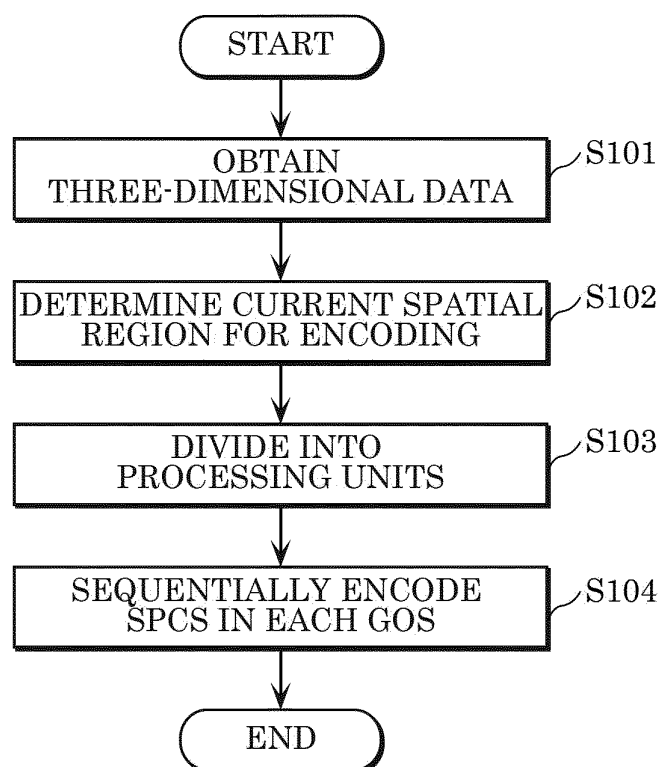 START
OBTAIN
THREE-DIMENSIONAL DATA
S101
DETERMINE CURRENT SPATIAL
REGION FOR ENCODING
S102
DIVIDE INTO
PROCESSING UNITS
S103
SEQUENTIALLY ENCODE
SPCS IN EACH GOS
S104
END